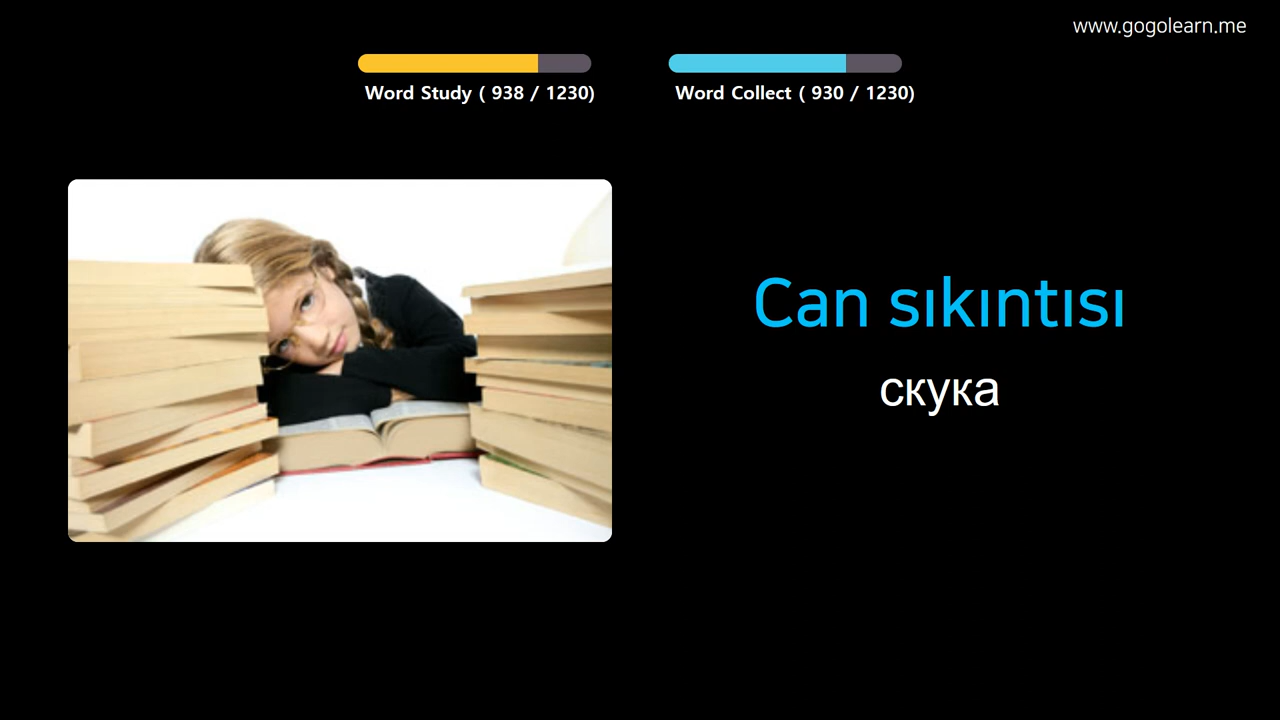 www.gogolearn.me
Word Study ( 938 / 1230)
Word Collect ( 930 / 1230)
Can sıkıntısı
скука